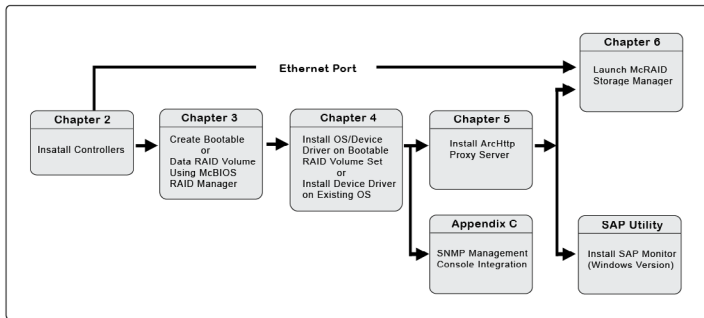 Chapter 6
Launch McRAID
Storage Manager
Ethernet Port
Chapter 2
Insatall Controllers
Chapter 3
Create Bootable
or
Data RAID Volume
Using McBIOS
RAID Manager
Chapter 4
Install OS/Device
Driver on Bootable
RAID Volume Set
or
Install Device Driver
on Existing OS
Chapter 5
Install ArcHttp
Proxy Server
Appendix C
SNMP Management
Console Integration
SAP Utility
Install SAP Monitor
(Windows Version)